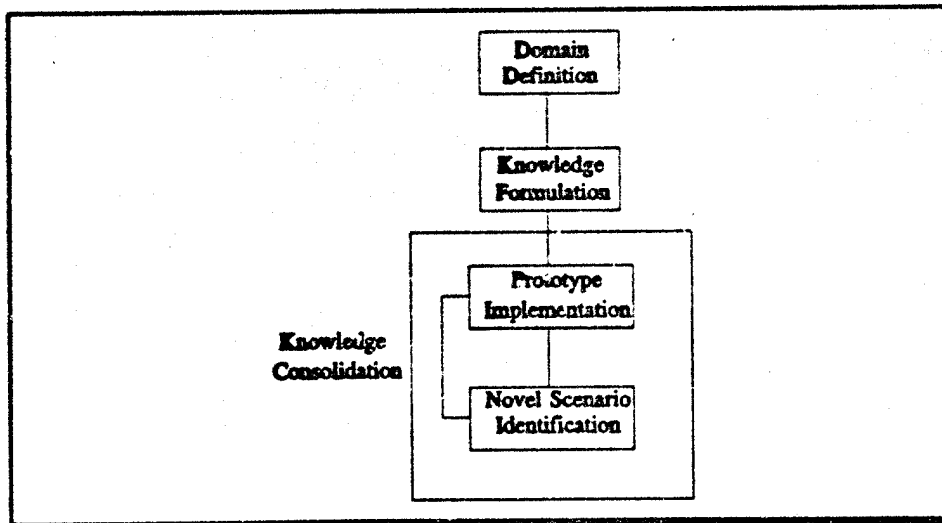 Domain
Definition
Knowledge
Formulation
Prototype
Implementation
Knowledge
Consolidation
Novel Scenario
Identification